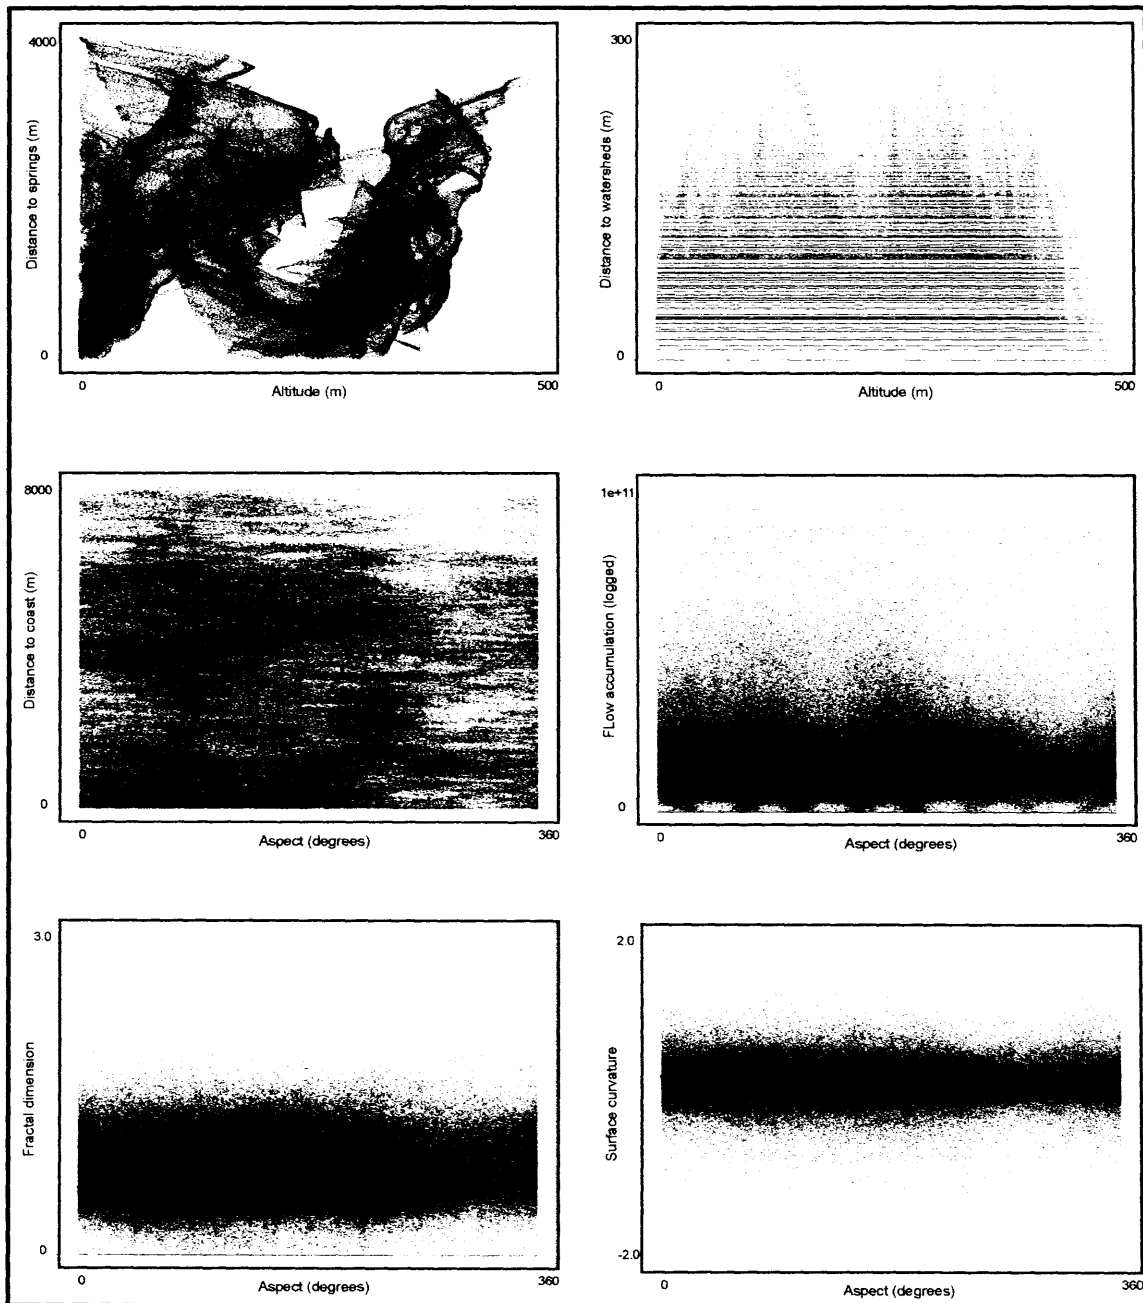 4000
Distance to springs (m)
0
0
500
Altitude (m)
300
Distance to watersheds (m)
0
0
500
Altitude (m)
8000
Distance to coast (m)
0
0
360
Aspect (degrees)
1e+11
FLow accumulation (logged)
0
0
360
Aspect (degrees)
3.0
Fractal dimension
0
0
360
Aspect (degrees)
2.0
Surface curvature
-2.0
0
360
Aspect (degrees)